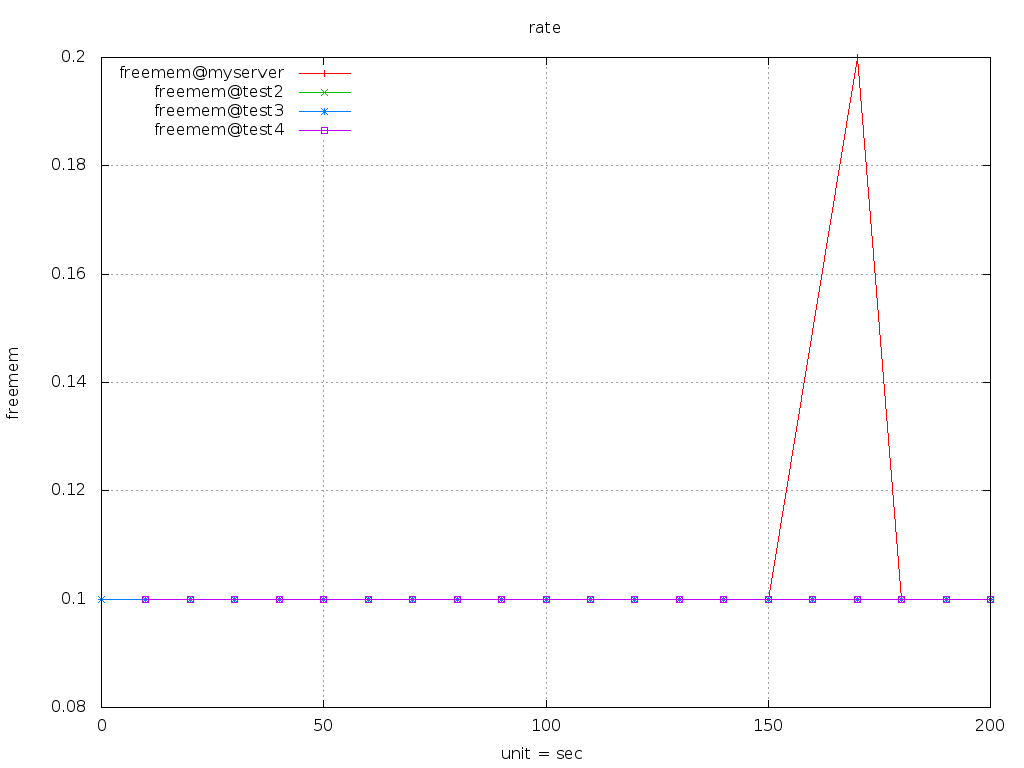 rate
0.2
freemem@myserver
freemem@test2
freemem@test3
freemem@test4
0.18
0.16
0.14
freemem
0.12
0.1
0.08
0 50 100 150 200
unit = sec